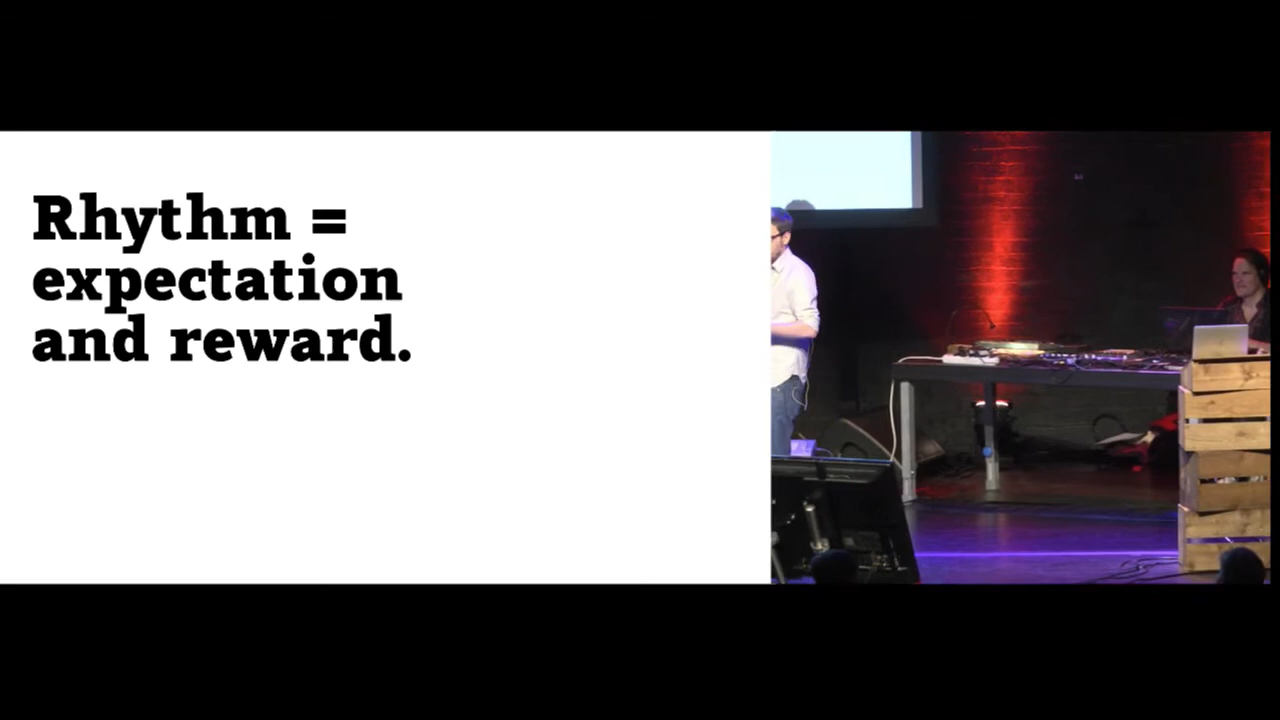 Rhythm =
expectation
and reward.